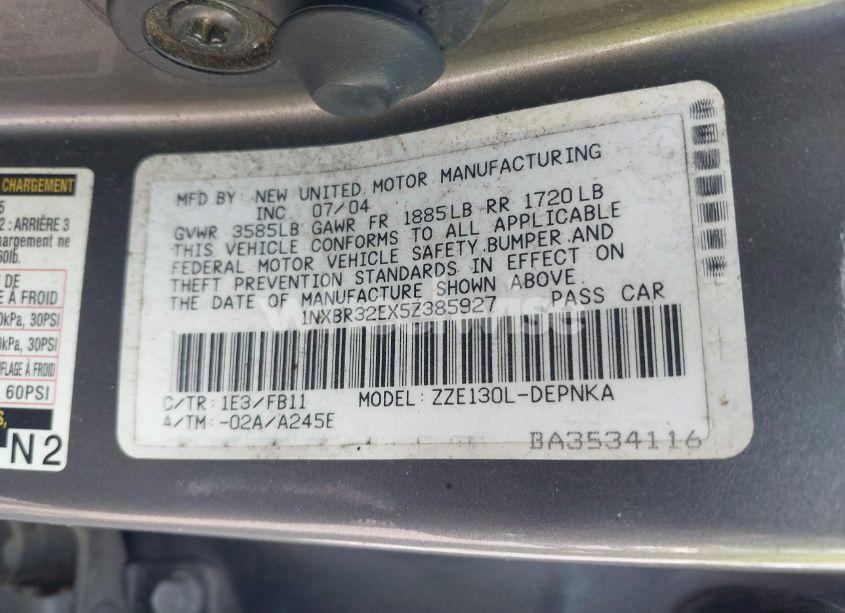 CHARGEMENT
5
2 : ARRIÈRE 3
hargement ne
60lb.
N DE
E À FROID
0kPa, 30PSI
0kPa, 30PSI
FLAGE À FROID
60PSI
S,
N2
MFD BY: NEW UNITED MOTOR MANUFACTURING
INC 07/04
GVWR 3585LB GAWR FR 1885LB RR 1720LB
THIS VEHICLE CONFORMS TO ALL APPLICABLE
FEDERAL MOTOR VEHICLE SAFETY,BUMPER,AND
THEFT PREVENTION STANDARDS IN EFFECT ON
THE DATE OF MANUFACTURE SHOWN ABOVE.
1NXBR32EX5Z385927 PASS CAR
C/TR: 1E3/FB11 MODEL: ZZE130L-DEPNKA
A/TM: -02A/A245E
BA3534116